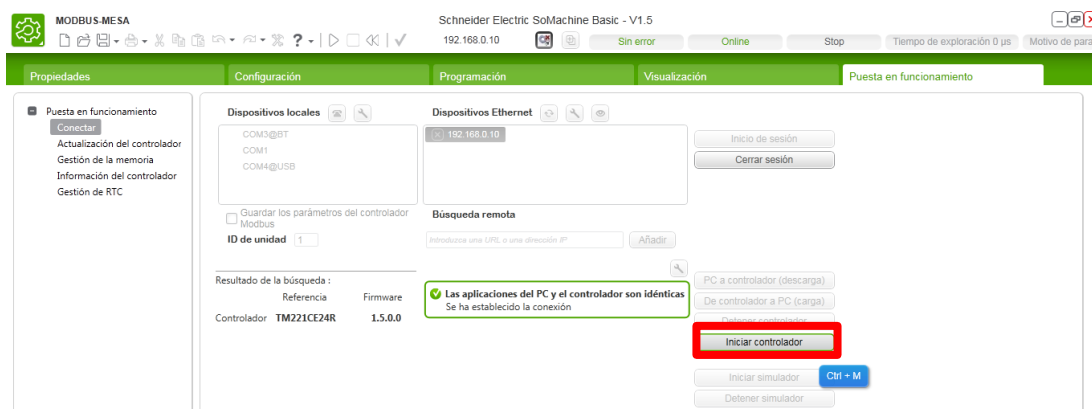 MODBUS-MESA
Schneider Electric SoMachine Basic - V1.5
192.168.0.10
Sin error
Online
Stop
Tiempo de exploración 0 µs
Motivo de para
Propiedades
Configuración
Programación
Visualización
Puesta en funcionamiento
Puesta en funcionamiento
Conectar
Actualización del controlador
Gestión de la memoria
Información del controlador
Gestión de RTC
Dispositivos locales
COM3@BT
COM1
COM4@USB
Guardar los parámetros del controlador
Modbus
ID de unidad 1
Dispositivos Ethernet
192.168.0.10
Búsqueda remota
Introduzca una URL o una dirección IP
Añadir
Inicio de sesión
Cerrar sesión
Resultado de la búsqueda :
Referencia Firmware
Controlador TM221CE24R 1.5.0.0
Las aplicaciones del PC y el controlador son idénticas
Se ha establecido la conexión
PC a controlador (descarga)
De controlador a PC (carga)
Detener controlador
Iniciar controlador
Iniciar simulador
Ctrl + M
Detener simulador